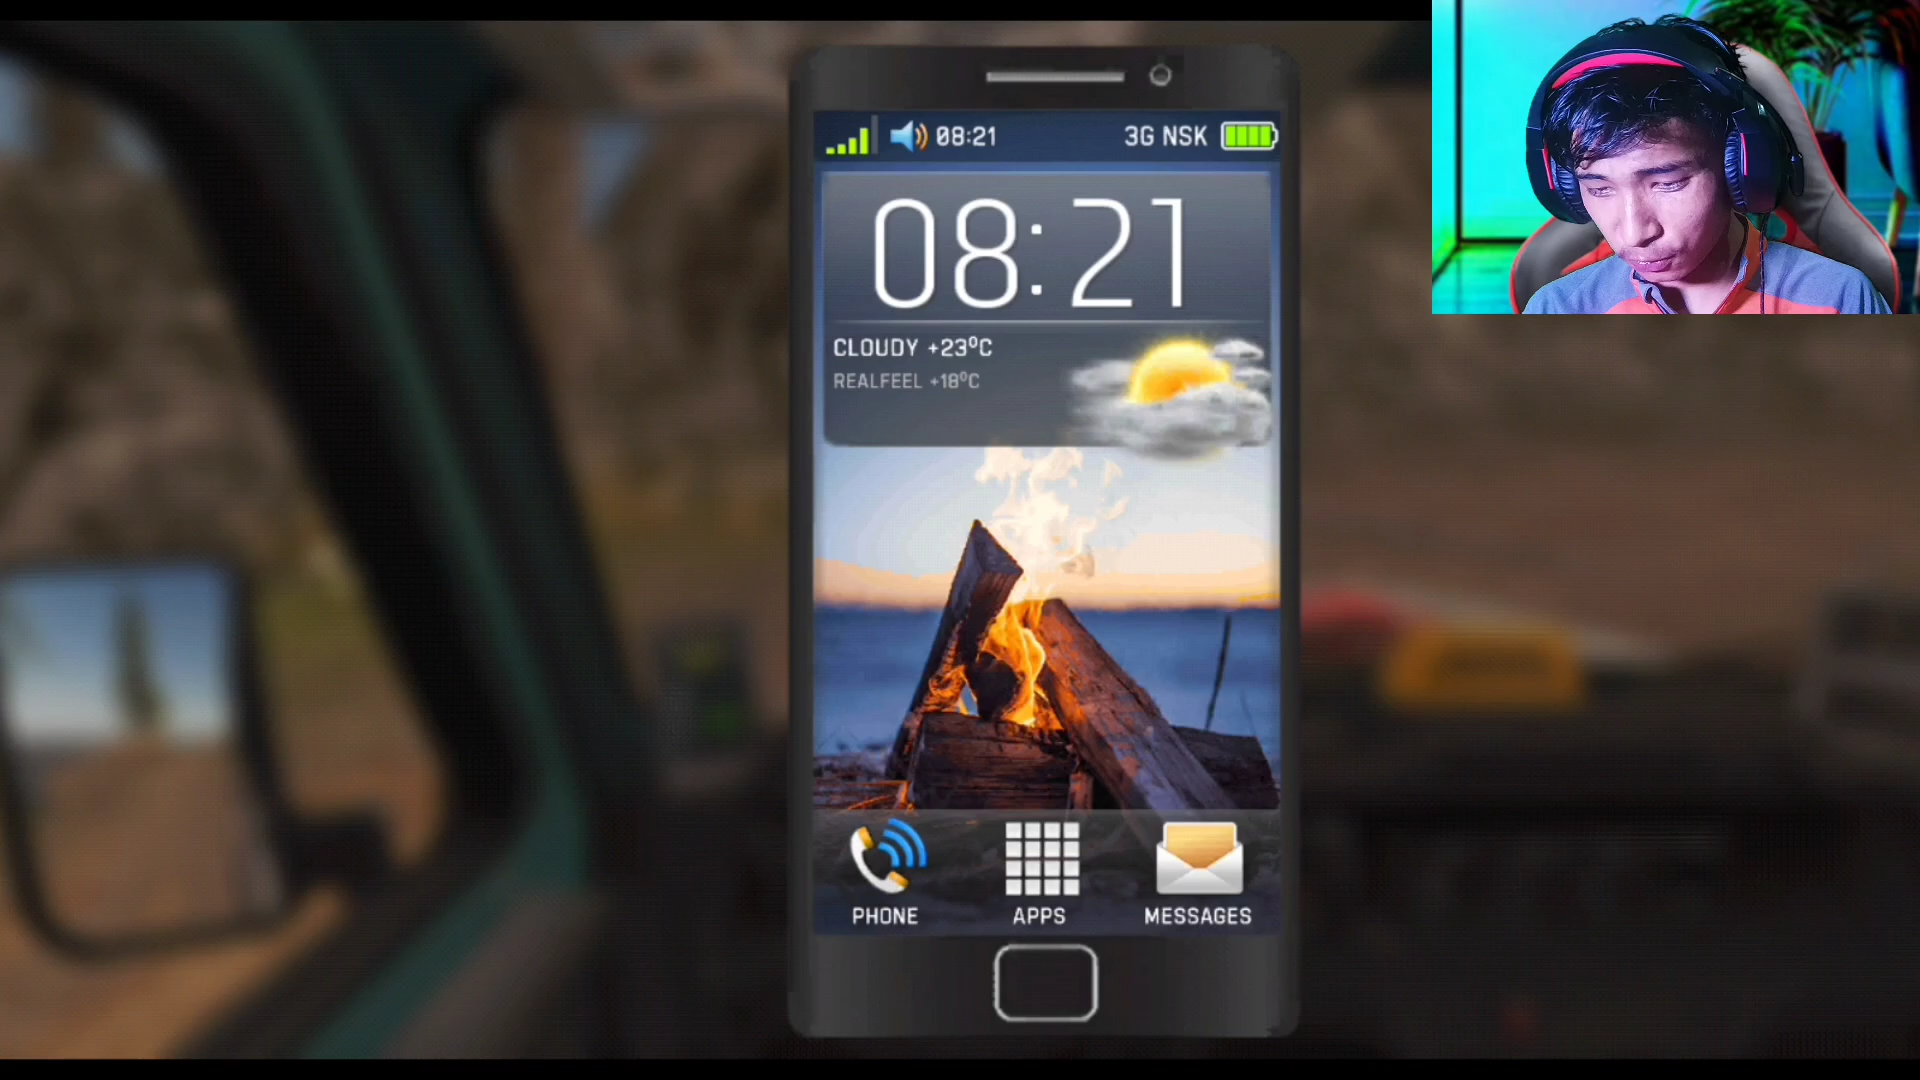 08:21 3G NSK
08:21
CLOUDY +23°C
REALFEEL +18°C
PHONE APPS MESSAGES